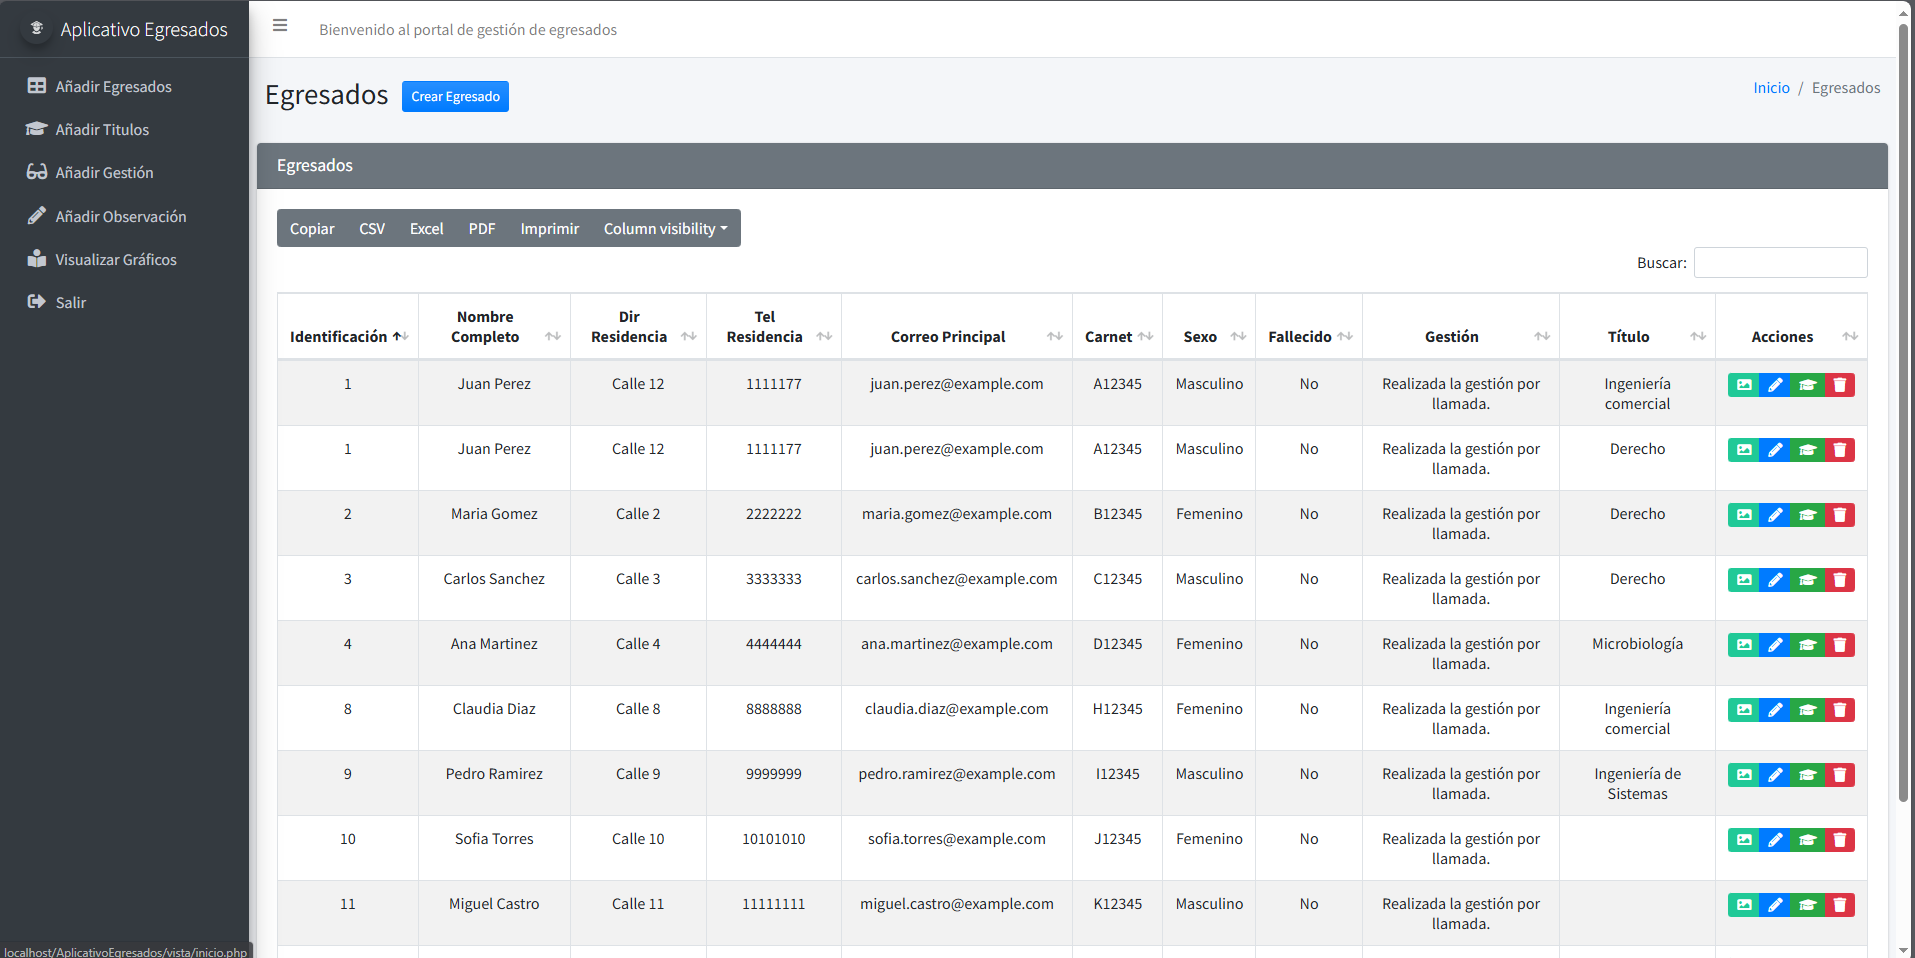 Aplicativo Egresados
Bienvenido al portal de gestión de egresados
Añadir Egresados
Añadir Titulos
Añadir Gestión
Añadir Observación
Visualizar Gráficos
Salir
Egresados
Crear Egresado
Inicio / Egresados
Egresados
Copiar CSV Excel PDF Imprimir Column visibility
Buscar:
Identificación Nombre Completo Dir Residencia Tel Residencia Correo Principal Carnet Sexo Fallecido Gestión Título Acciones
1 Juan Perez Calle 12 1111177 juan.perez@example.com A12345 Masculino No Realizada la gestión por llamada. Ingeniería comercial
1 Juan Perez Calle 12 1111177 juan.perez@example.com A12345 Masculino No Realizada la gestión por llamada. Derecho
2 Maria Gomez Calle 2 2222222 maria.gomez@example.com B12345 Femenino No Realizada la gestión por llamada. Derecho
3 Carlos Sanchez Calle 3 3333333 carlos.sanchez@example.com C12345 Masculino No Realizada la gestión por llamada. Derecho
4 Ana Martinez Calle 4 4444444 ana.martinez@example.com D12345 Femenino No Realizada la gestión por llamada. Microbiología
8 Claudia Diaz Calle 8 8888888 claudia.diaz@example.com H12345 Femenino No Realizada la gestión por llamada. Ingeniería comercial
9 Pedro Ramirez Calle 9 9999999 pedro.ramirez@example.com I12345 Masculino No Realizada la gestión por llamada. Ingeniería de Sistemas
10 Sofia Torres Calle 10 10101010 sofia.torres@example.com J12345 Femenino No Realizada la gestión por llamada.
11 Miguel Castro Calle 11 11111111 miguel.castro@example.com K12345 Masculino No Realizada la gestión por llamada.
localhost/AplicativoEgresados/vista/inicio.php